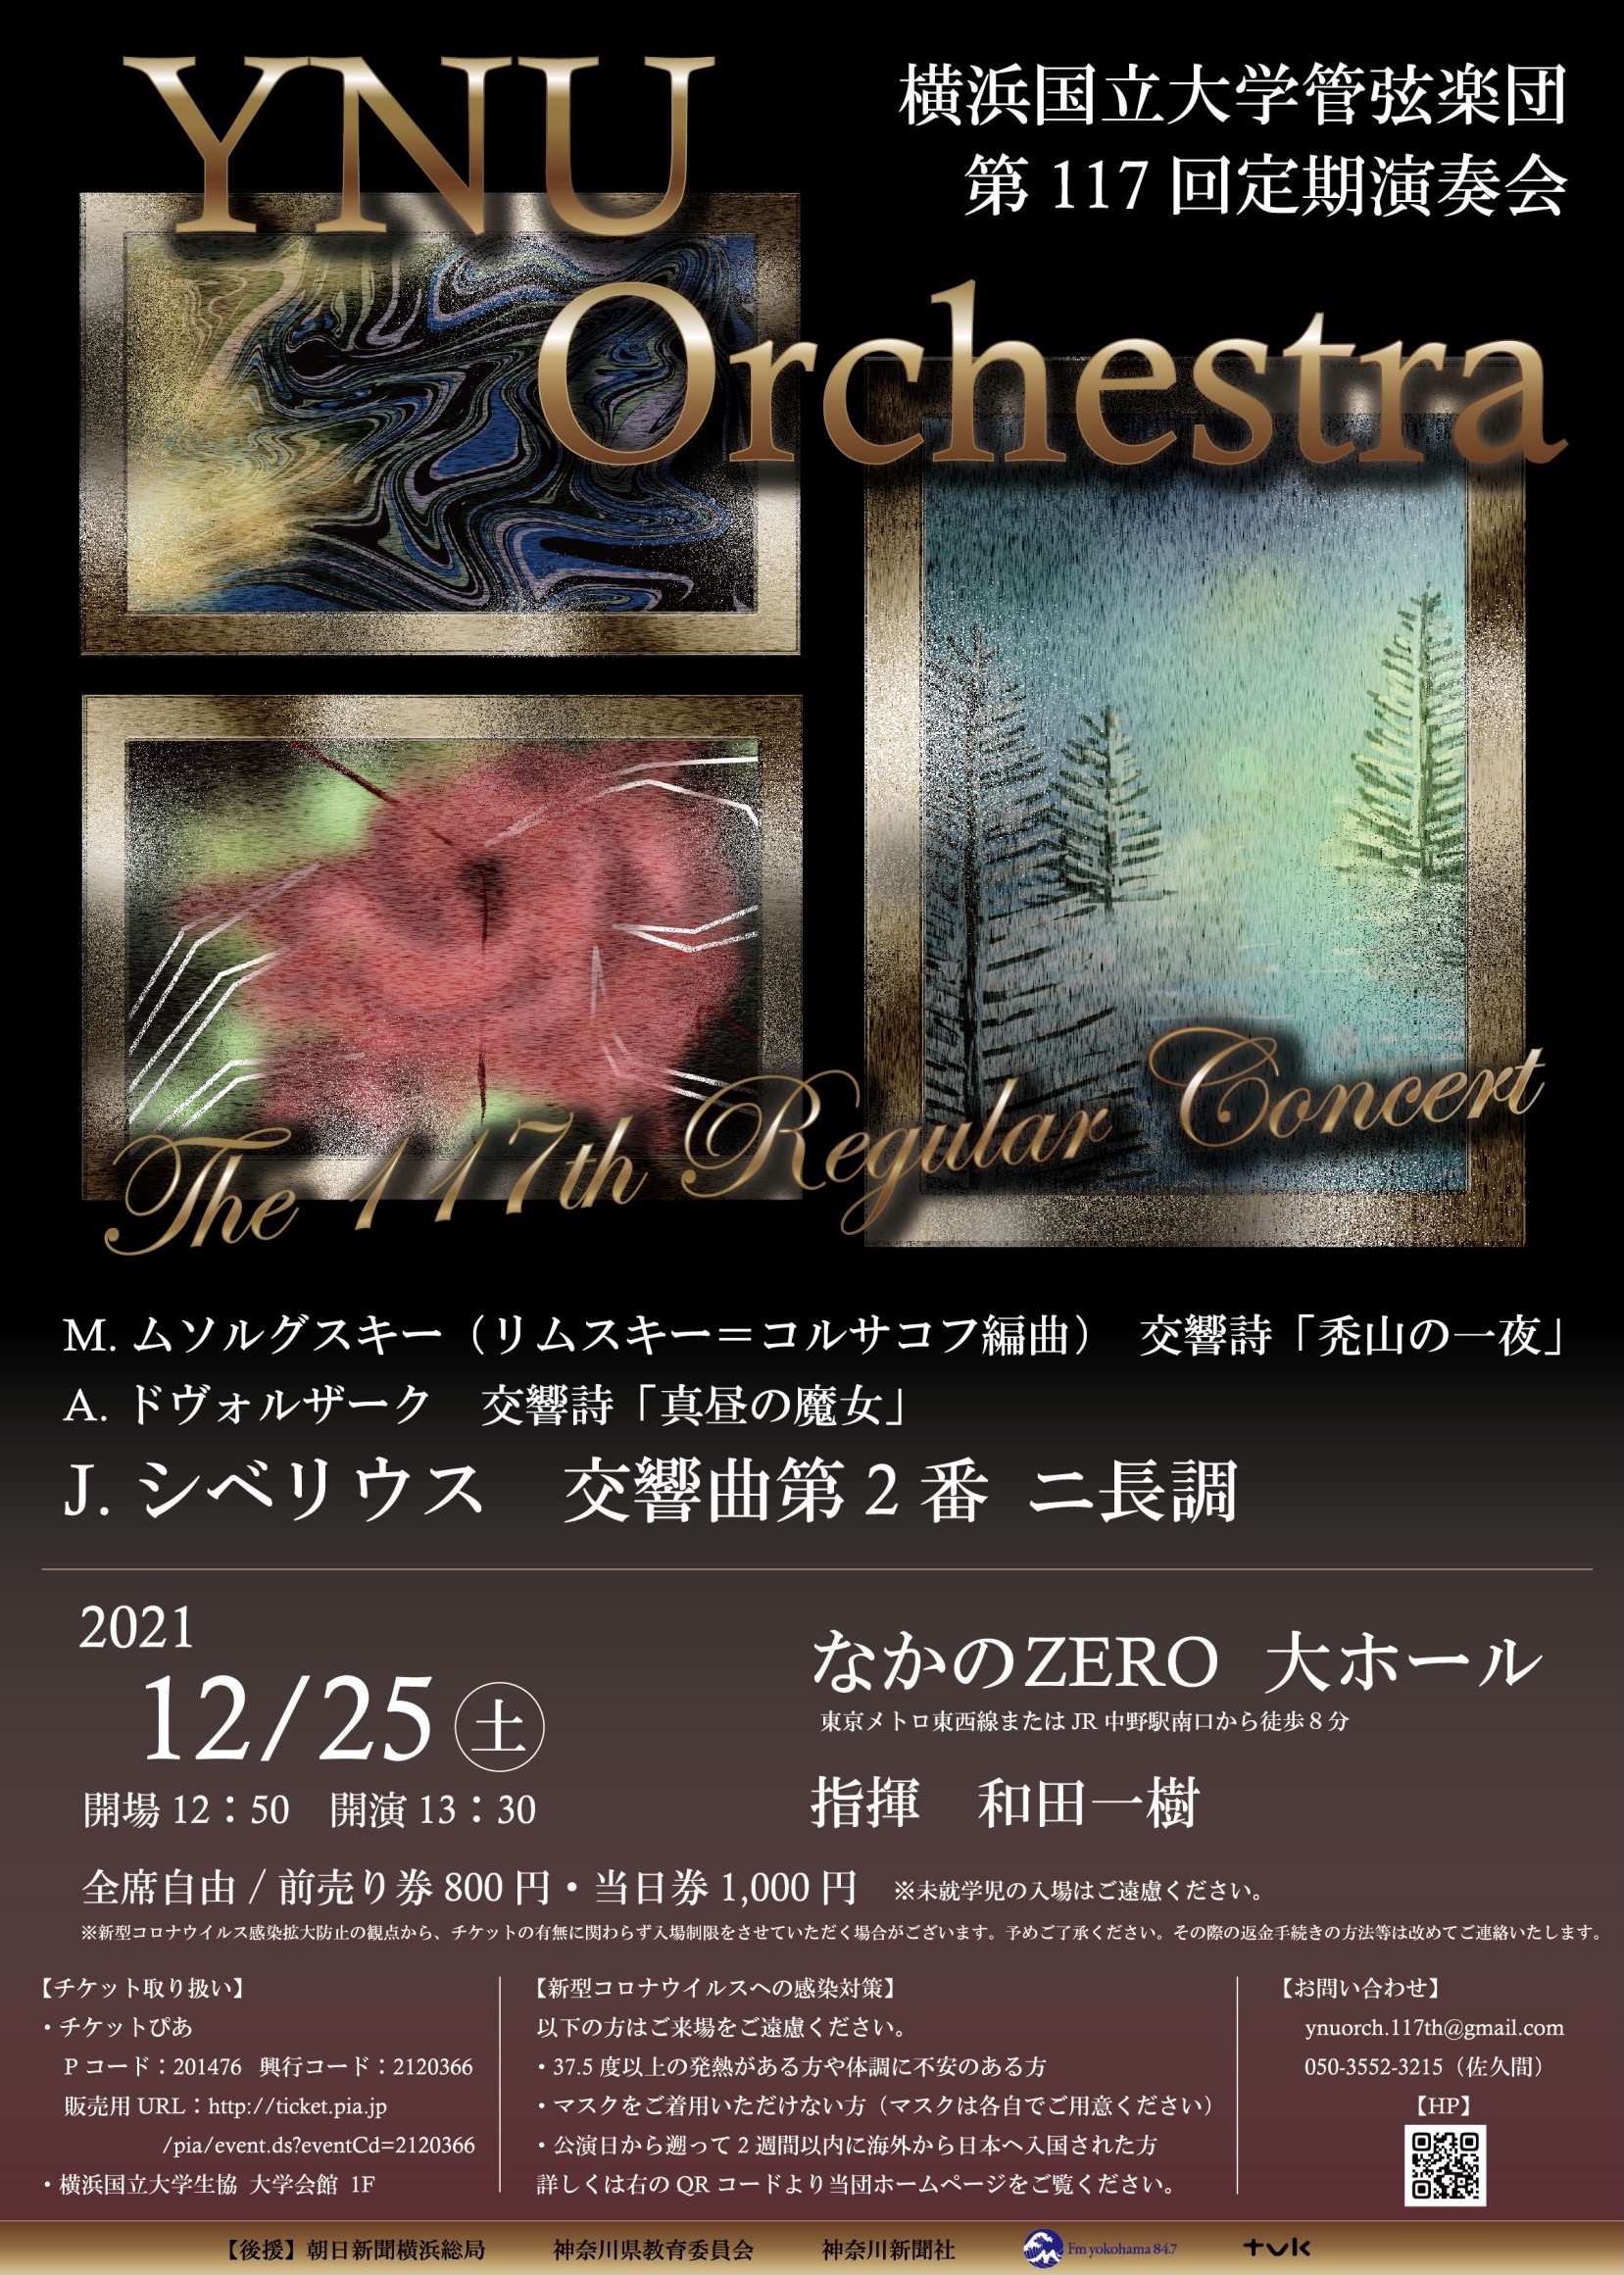 YNU
横浜国立大学管弦楽団
第 117 回定期演奏会
Orchestra
The 117th Regular Concert
M. ムソルグスキー（リムスキー＝コルサコフ編曲）　交響詩「禿山の一夜」
A. ドヴォルザーク　交響詩「真昼の魔女」
J. シベリウス　交響曲第 2 番 ニ長調
2021
12/25 土
開場 12：50　開演 13：30
なかのZERO 大ホール
東京メトロ東西線または JR 中野駅南口から徒歩 8 分
指揮　和田一樹
全席自由 / 前売り券 800 円・当日券 1,000 円　※未就学児の入場はご遠慮ください。
※新型コロナウイルス感染拡大防止の観点から、チケットの有無に関わらず入場制限をさせていただく場合がございます。予めご了承ください。その際の返金手続きの方法等は改めてご連絡いたします。
【チケット取り扱い】
・チケットぴあ
P コード：201476　興行コード：2120366
販売用 URL：http://ticket.pia.jp
/pia/event.ds?eventCd=2120366
・横浜国立大学生協 大学会館 1F
【新型コロナウイルスへの感染対策】
以下の方はご来場をご遠慮ください。
・37.5 度以上の発熱がある方や体調に不安のある方
・マスクをご着用いただけない方（マスクは各自でご用意ください）
・公演日から遡って 2 週間以内に海外から日本へ入国された方
詳しくは右の QR コードより当団ホームページをご覧ください。
【お問い合わせ】
ynuorch.117th@gmail.com
050-3552-3215（佐久間）
【HP】
【後援】朝日新聞横浜総局　神奈川県教育委員会　神奈川新聞社　Fm yokohama 84.7　tvk